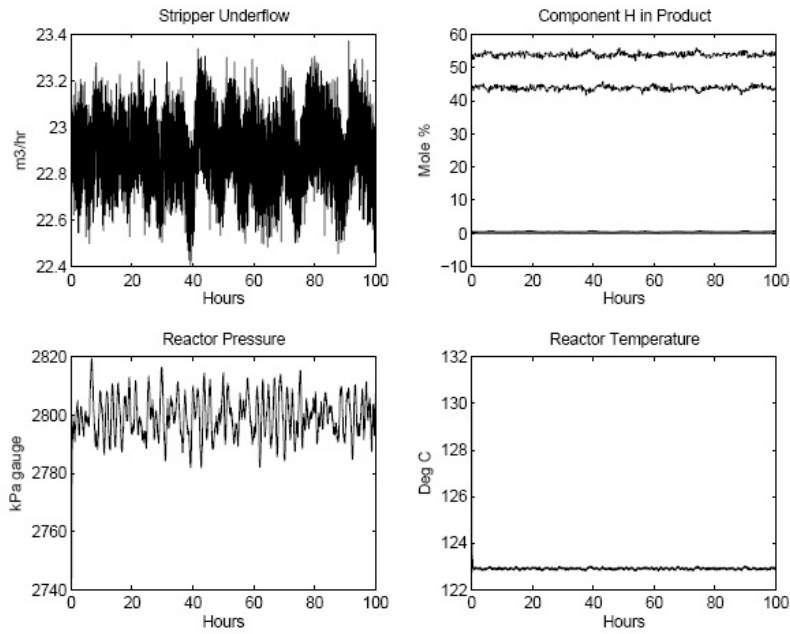 Stripper Underflow
23.4
23.2
23
22.8
22.6
22.4
m3/hr
0 20 40 60 80 100
Hours
Component H in Product
60
50
40
30
20
10
0
−10
Mole %
0 20 40 60 80 100
Hours
Reactor Pressure
2820
2800
2780
2760
2740
kPa gauge
0 20 40 60 80 100
Hours
Reactor Temperature
132
130
128
126
124
122
Deg C
0 20 40 60 80 100
Hours